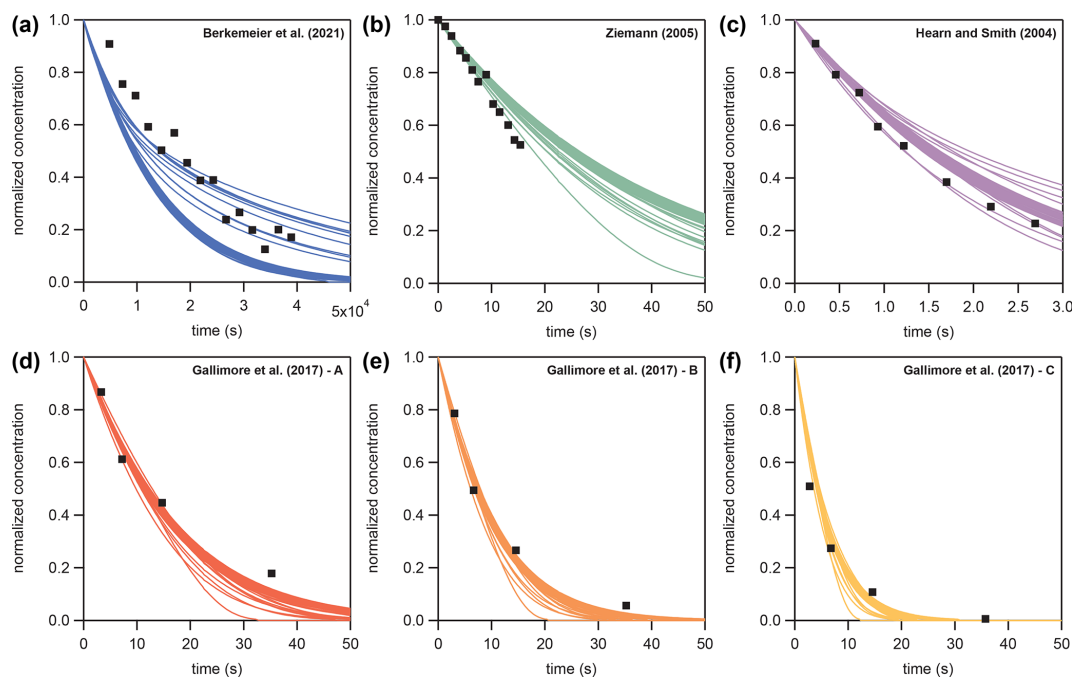 (a)
Berkemeier et al. (2021)
normalized concentration
1.0
0.8
0.6
0.4
0.2
0.0
0
1
2
3
4
5x10⁴
time (s)
(b)
Ziemann (2005)
normalized concentration
1.0
0.8
0.6
0.4
0.2
0.0
0
10
20
30
40
50
time (s)
(c)
Hearn and Smith (2004)
normalized concentration
1.0
0.8
0.6
0.4
0.2
0.0
0.0
0.5
1.0
1.5
2.0
2.5
3.0
time (s)
(d)
Gallimore et al. (2017) - A
normalized concentration
1.0
0.8
0.6
0.4
0.2
0.0
0
10
20
30
40
50
time (s)
(e)
Gallimore et al. (2017) - B
normalized concentration
1.0
0.8
0.6
0.4
0.2
0.0
0
10
20
30
40
50
time (s)
(f)
Gallimore et al. (2017) - C
normalized concentration
1.0
0.8
0.6
0.4
0.2
0.0
0
10
20
30
40
50
time (s)